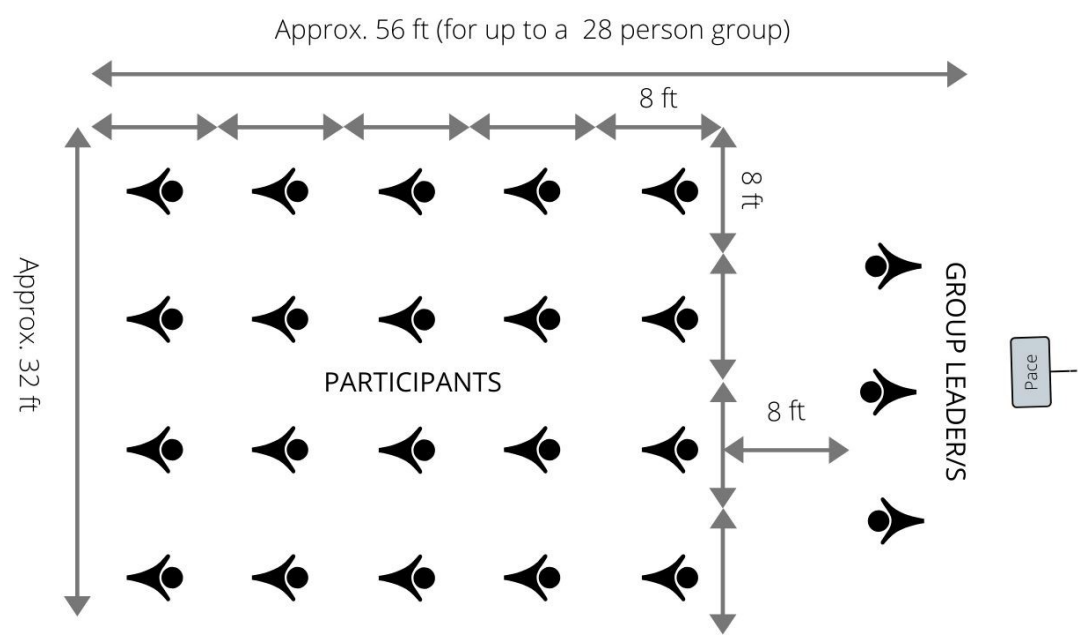 Approx. 56 ft (for up to a 28 person group)
8 ft
8 ft
Approx. 32 ft
PARTICIPANTS
8 ft
GROUP LEADER/S
Pace